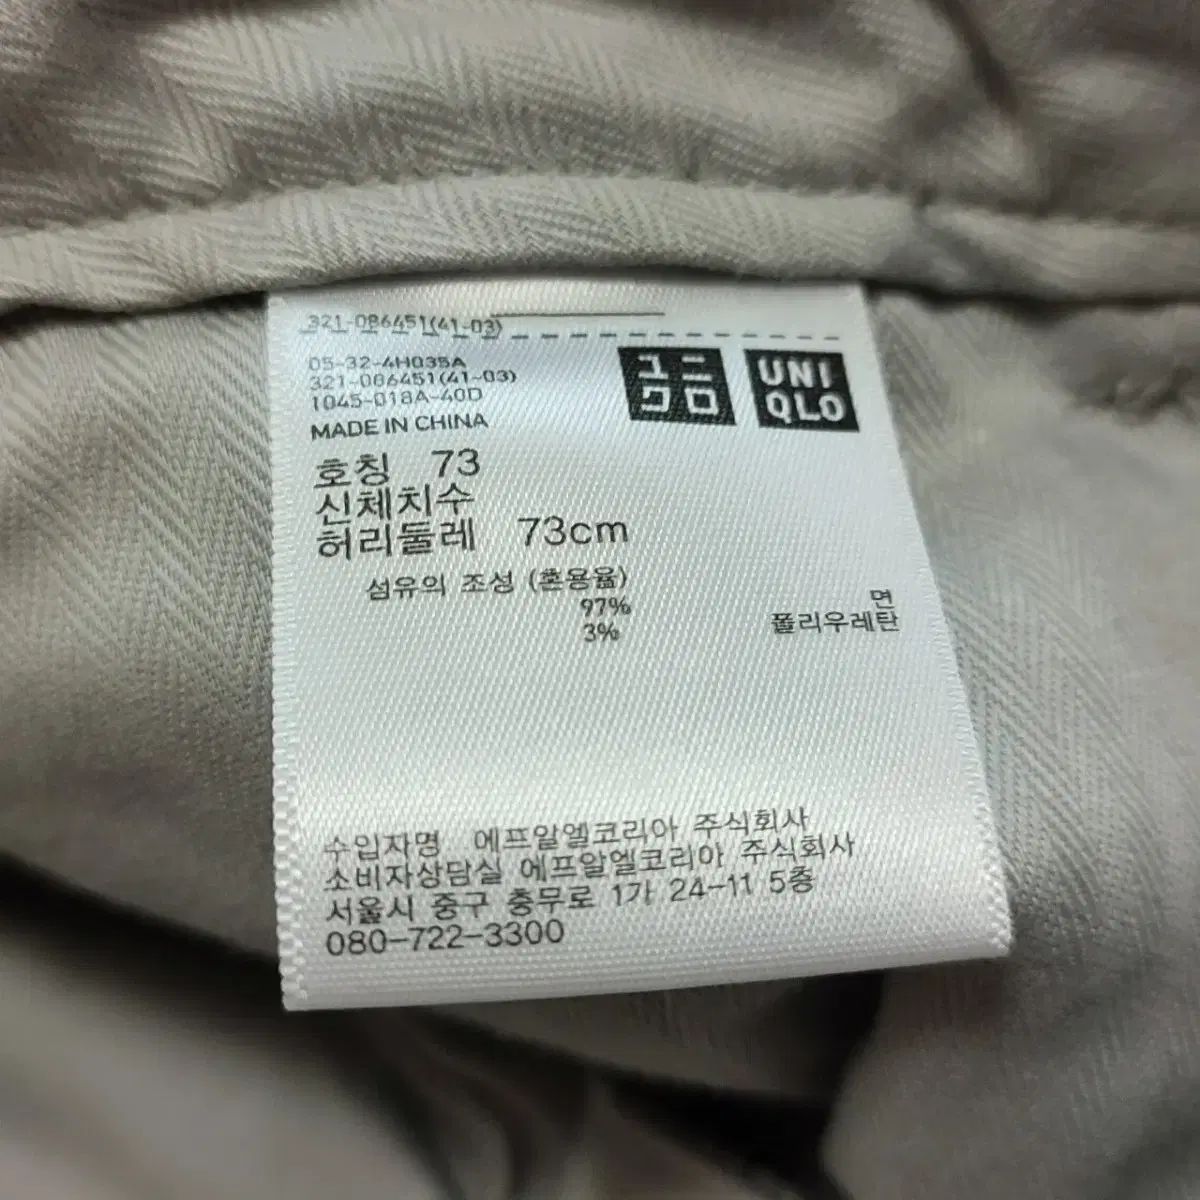 321-086451(41-03)
05-32-4H035A
321-086451(41-03)
1045-018A-40D
MADE IN CHINA
ユニ
クロ
UNI
QLO
호칭 73
신체치수
허리둘레 73cm
섬유의 조성 (혼용율)
97% 면
3% 폴리우레탄
수입자명 에프알엘코리아 주식회사
소비자상담실 에프알엘코리아 주식회사
서울시 중구 충무로 1가 24-11 5층
080-722-3300